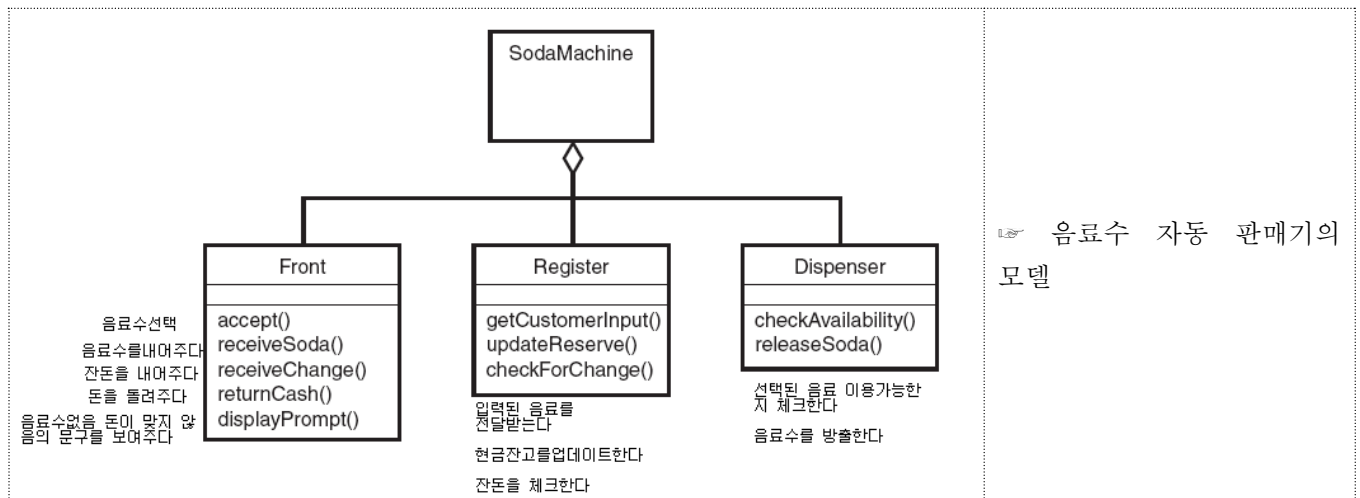 SodaMachine
Front
음료수선택
accept()
음료수를내어주다
receiveSoda()
잔돈을 내어주다
receiveChange()
돈을 돌려주다
returnCash()
음료수없음 돈이 맞지 않
음의 문구를 보여주다
displayPrompt()
Register
getCustomerInput()
updateReserve()
checkForChange()
입력된 음료를
전달받는다
현금잔고를업데이트한다
잔돈을 체크한다
Dispenser
checkAvailability()
releaseSoda()
선택된 음료 이용가능한
지 체크한다
음료수를 방출한다
☞ 음료수 자동 판매기의
모델